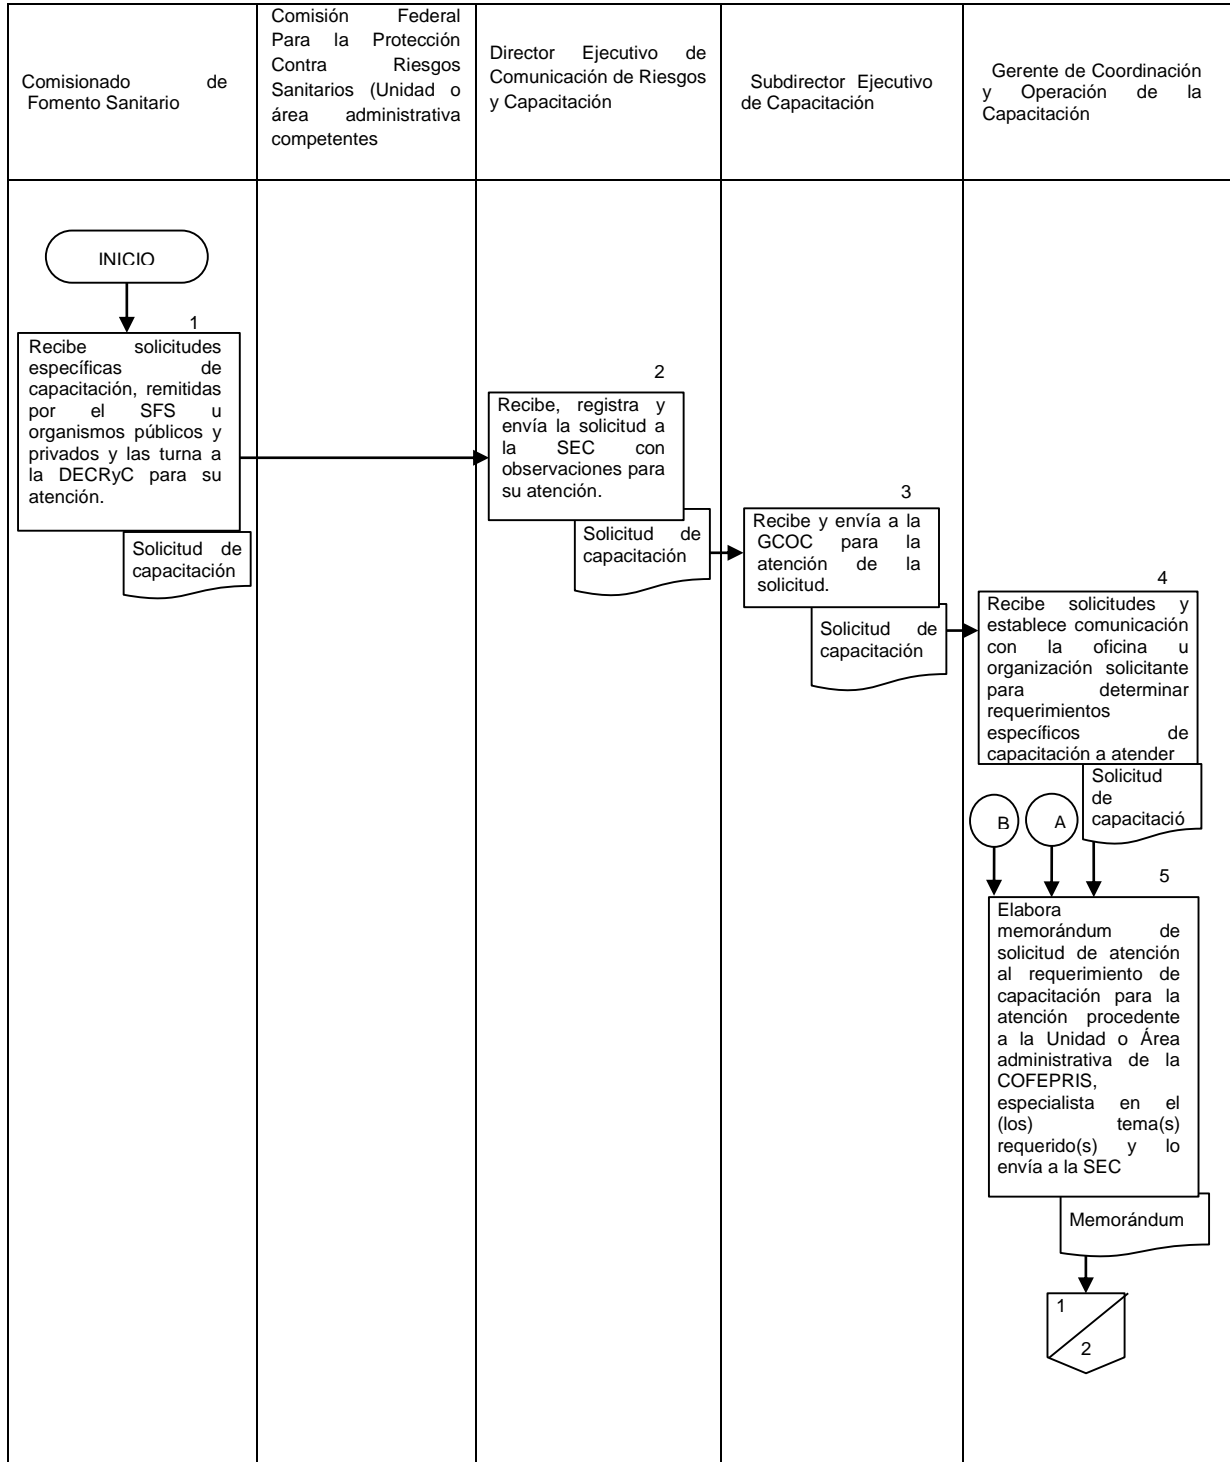 Comisionado de
Fomento Sanitario
Comisión Federal
Para la Protección
Contra Riesgos
Sanitarios (Unidad o
área administrativa
competentes
Director Ejecutivo de
Comunicación de Riesgos
y Capacitación
Subdirector Ejecutivo
de Capacitación
Gerente de Coordinación
y Operación de la
Capacitación
INICIO
1
Recibe solicitudes
específicas de
capacitación, remitidas
por el SFS u
organismos públicos y
privados y las turna a
la DECRyC para su
atención.
Solicitud de
capacitación
2
Recibe, registra y
envía la solicitud a
la SEC con
observaciones para
su atención.
Solicitud de
capacitación
3
Recibe y envía a la
GCOC para la
atención de la
solicitud.
Solicitud de
capacitación
4
Recibe solicitudes y
establece comunicación
con la oficina u
organización solicitante
para determinar
requerimientos
específicos de
capacitación a atender
Solicitud
de
capacitació
B
A
5
Elabora
memorándum de
solicitud de atención
al requerimiento de
capacitación para la
atención procedente
a la Unidad o Área
administrativa de la
COFEPRIS,
especialista en el
(los) tema(s)
requerido(s) y lo
envía a la SEC
Memorándum
1
2